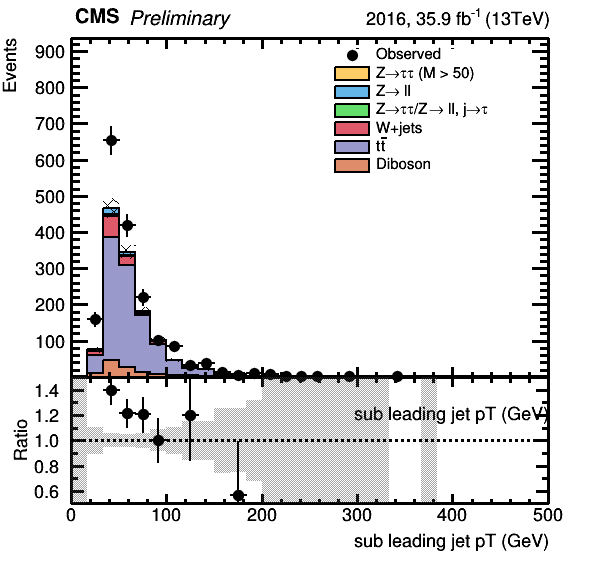 CMS Preliminary 2016, 35.9 fb⁻¹ (13TeV)
Events
900
800
700
600
500
400
300
200
100
Observed
Z→ττ (M > 50)
Z→ ll
Z→ττ/Z→ ll, j→τ
W+jets
tt̄
Diboson
Ratio
1.4
1.2
1.0
0.8
0.6
sub leading jet pT (GeV)
0 100 200 300 400 500
sub leading jet pT (GeV)